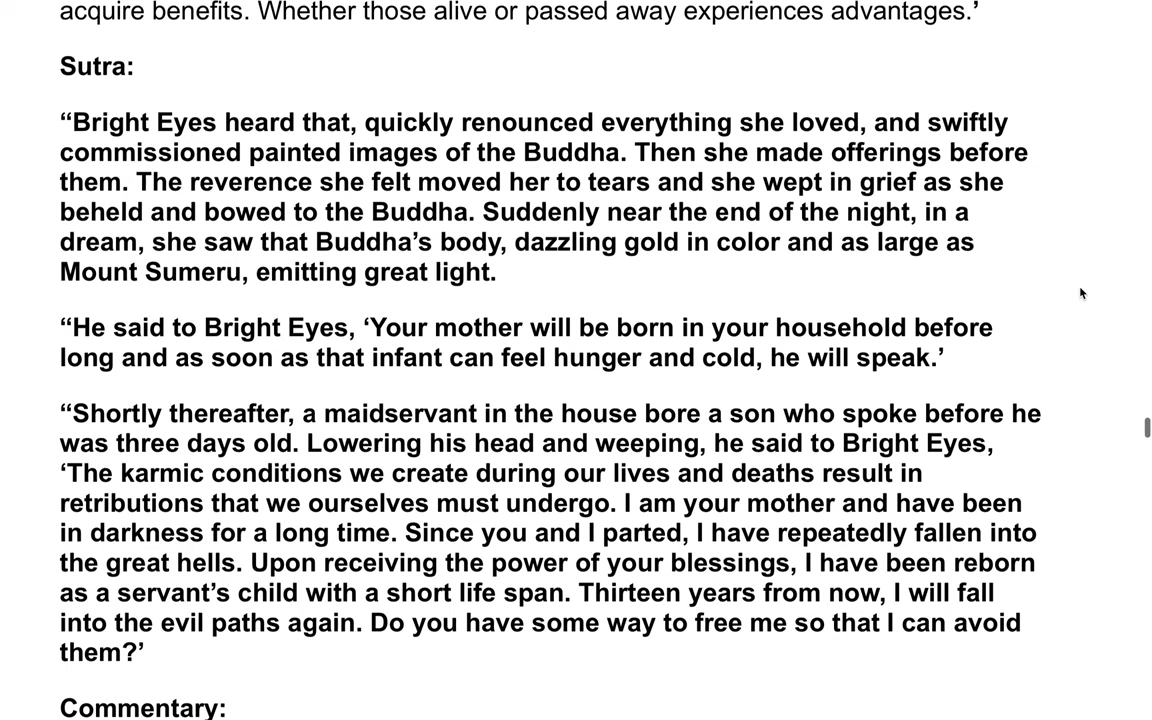 acquire benefits. Whether those alive or passed away experiences advantages.’
Sutra:
“Bright Eyes heard that, quickly renounced everything she loved, and swiftly
commissioned painted images of the Buddha. Then she made offerings before
them. The reverence she felt moved her to tears and she wept in grief as she
beheld and bowed to the Buddha. Suddenly near the end of the night, in a
dream, she saw that Buddha’s body, dazzling gold in color and as large as
Mount Sumeru, emitting great light.
“He said to Bright Eyes, ‘Your mother will be born in your household before
long and as soon as that infant can feel hunger and cold, he will speak.’
“Shortly thereafter, a maidservant in the house bore a son who spoke before he
was three days old. Lowering his head and weeping, he said to Bright Eyes,
‘The karmic conditions we create during our lives and deaths result in
retributions that we ourselves must undergo. I am your mother and have been
in darkness for a long time. Since you and I parted, I have repeatedly fallen into
the great hells. Upon receiving the power of your blessings, I have been reborn
as a servant’s child with a short life span. Thirteen years from now, I will fall
into the evil paths again. Do you have some way to free me so that I can avoid
them?’
Commentary: